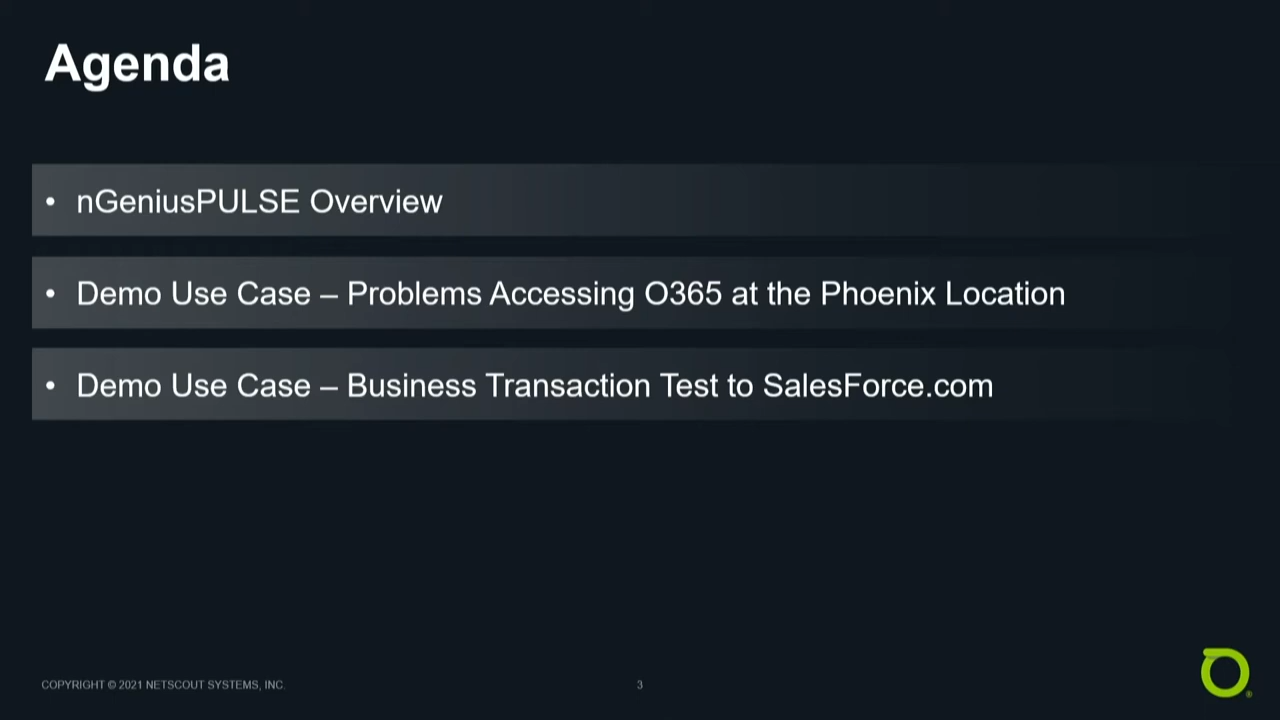 Agenda
• nGeniusPULSE Overview
• Demo Use Case – Problems Accessing O365 at the Phoenix Location
• Demo Use Case – Business Transaction Test to SalesForce.com
COPYRIGHT © 2021 NETSCOUT SYSTEMS, INC.
3
®